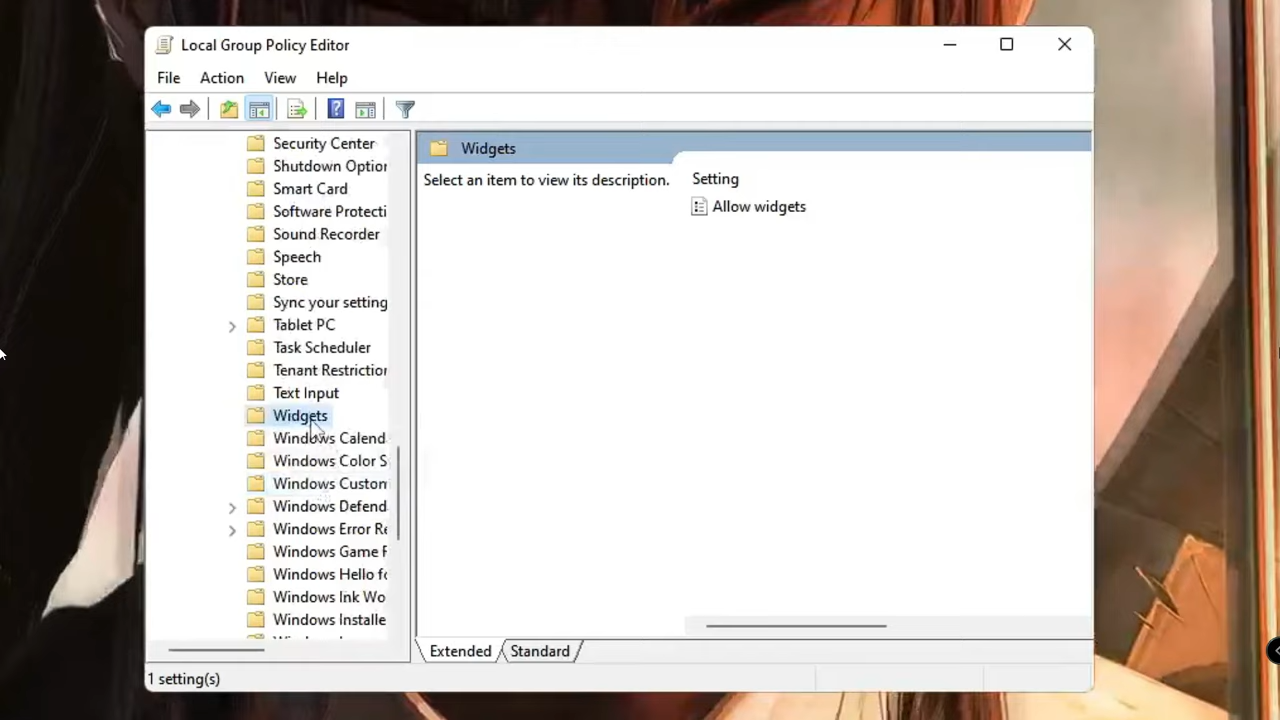 Local Group Policy Editor
File Action View Help
Security Center
Shutdown Option
Smart Card
Software Protecti
Sound Recorder
Speech
Store
Sync your setting
Tablet PC
Task Scheduler
Tenant Restriction
Text Input
Widgets
Windows Calend
Windows Color S
Windows Custom
Windows Defend
Windows Error Re
Windows Game R
Windows Hello fo
Windows Ink Wo
Windows Installe
Widgets
Select an item to view its description.
Setting
Allow widgets
Extended Standard
1 setting(s)